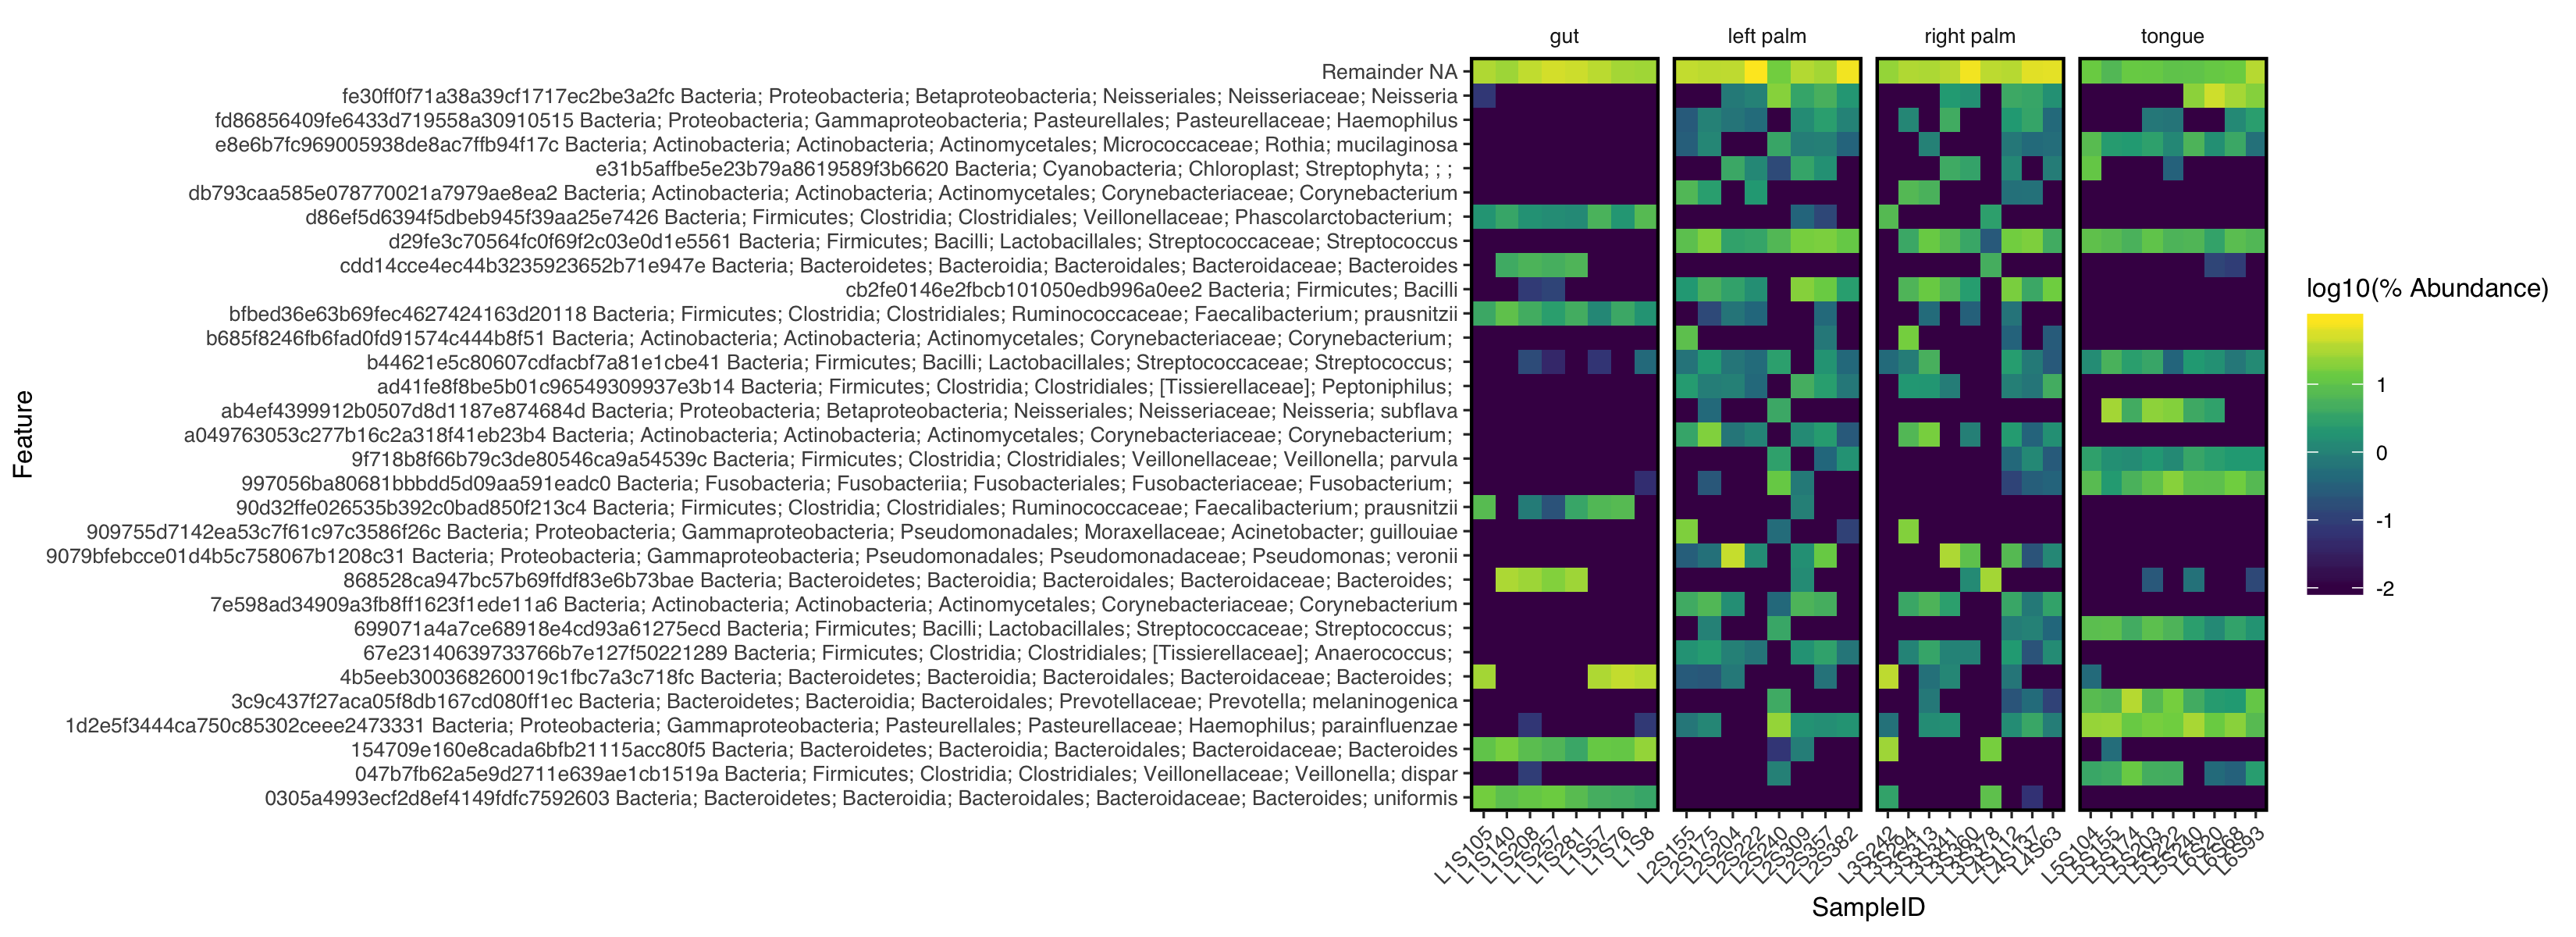 gut
left palm
right palm
tongue
Remainder NA
fe30ff0f71a38a39cf1717ec2be3a2fc Bacteria; Proteobacteria; Betaproteobacteria; Neisseriales; Neisseriaceae; Neisseria
fd86856409fe6433d719558a30910515 Bacteria; Proteobacteria; Gammaproteobacteria; Pasteurellales; Pasteurellaceae; Haemophilus
e8e6b7fc969005938de8ac7ffb94f17c Bacteria; Actinobacteria; Actinobacteria; Actinomycetales; Micrococcaceae; Rothia; mucilaginosa
e31b5affbe5e23b79a8619589f3b6620 Bacteria; Cyanobacteria; Chloroplast; Streptophyta; ; ;
db793caa585e078770021a7979ae8ea2 Bacteria; Actinobacteria; Actinobacteria; Actinomycetales; Corynebacteriaceae; Corynebacterium
d86ef5d6394f5dbeb945f39aa25e7426 Bacteria; Firmicutes; Clostridia; Clostridiales; Veillonellaceae; Phascolarctobacterium;
d29fe3c70564fc0f69f2c03e0d1e5561 Bacteria; Firmicutes; Bacilli; Lactobacillales; Streptococcaceae; Streptococcus
cdd14cce4ec44b3235923652b71e947e Bacteria; Bacteroidetes; Bacteroidia; Bacteroidales; Bacteroidaceae; Bacteroides
cb2fe0146e2fbcb101050edb996a0ee2 Bacteria; Firmicutes; Bacilli
bfbed36e63b69fec4627424163d20118 Bacteria; Firmicutes; Clostridia; Clostridiales; Ruminococcaceae; Faecalibacterium; prausnitzii
b685f8246fb6fad0fd91574c444b8f51 Bacteria; Actinobacteria; Actinobacteria; Actinomycetales; Corynebacteriaceae; Corynebacterium;
b44621e5c80607cdfacbf7a81e1cbe41 Bacteria; Firmicutes; Bacilli; Lactobacillales; Streptococcaceae; Streptococcus;
ad41fe8f8be5b01c96549309937e3b14 Bacteria; Firmicutes; Clostridia; Clostridiales; [Tissierellaceae]; Peptoniphilus;
ab4ef4399912b0507d8d1187e874684d Bacteria; Proteobacteria; Betaproteobacteria; Neisseriales; Neisseriaceae; Neisseria; subflava
a049763053c277b16c2a318f41eb23b4 Bacteria; Actinobacteria; Actinobacteria; Actinomycetales; Corynebacteriaceae; Corynebacterium;
9f718b8f66b79c3de80546ca9a54539c Bacteria; Firmicutes; Clostridia; Clostridiales; Veillonellaceae; Veillonella; parvula
997056ba80681bbbdd5d09aa591eadc0 Bacteria; Fusobacteria; Fusobacteriia; Fusobacteriales; Fusobacteriaceae; Fusobacterium;
90d32ffe026535b392c0bad850f213c4 Bacteria; Firmicutes; Clostridia; Clostridiales; Ruminococcaceae; Faecalibacterium; prausnitzii
909755d7142ea53c7f61c97c3586f26c Bacteria; Proteobacteria; Gammaproteobacteria; Pseudomonadales; Moraxellaceae; Acinetobacter; guillouiae
9079bfebcce01d4b5c758067b1208c31 Bacteria; Proteobacteria; Gammaproteobacteria; Pseudomonadales; Pseudomonadaceae; Pseudomonas; veronii
868528ca947bc57b69ffdf83e6b73bae Bacteria; Bacteroidetes; Bacteroidia; Bacteroidales; Bacteroidaceae; Bacteroides;
7e598ad34909a3fb8ff1623f1ede11a6 Bacteria; Actinobacteria; Actinobacteria; Actinomycetales; Corynebacteriaceae; Corynebacterium
699071a4a7ce68918e4cd93a61275ecd Bacteria; Firmicutes; Bacilli; Lactobacillales; Streptococcaceae; Streptococcus;
67e23140639733766b7e127f50221289 Bacteria; Firmicutes; Clostridia; Clostridiales; [Tissierellaceae]; Anaerococcus;
4b5eeb300368260019c1fbc7a3c718fc Bacteria; Bacteroidetes; Bacteroidia; Bacteroidales; Bacteroidaceae; Bacteroides;
3c9c437f27aca05f8db167cd080ff1ec Bacteria; Bacteroidetes; Bacteroidia; Bacteroidales; Prevotellaceae; Prevotella; melaninogenica
1d2e5f3444ca750c85302ceee2473331 Bacteria; Proteobacteria; Gammaproteobacteria; Pasteurellales; Pasteurellaceae; Haemophilus; parainfluenzae
154709e160e8cada6bfb21115acc80f5 Bacteria; Bacteroidetes; Bacteroidia; Bacteroidales; Bacteroidaceae; Bacteroides
047b7fb62a5e9d2711e639ae1cb1519a Bacteria; Firmicutes; Clostridia; Clostridiales; Veillonellaceae; Veillonella; dispar
0305a4993ecf2d8ef4149fdfc7592603 Bacteria; Bacteroidetes; Bacteroidia; Bacteroidales; Bacteroidaceae; Bacteroides; uniformis
Feature
L1S105
L1S140
L1S208
L1S257
L1S281
L1S57
L1S76
L1S8
L2S155
L2S175
L2S204
L2S222
L2S240
L2S309
L2S357
L2S382
L3S242
L3S294
L3S313
L3S341
L3S360
L3S378
L4S112
L4S137
L4S63
L5S104
L5S155
L5S174
L5S203
L5S222
L5S240
L6S20
L6S68
L6S93
SampleID
log10(% Abundance)
1
0
-1
-2